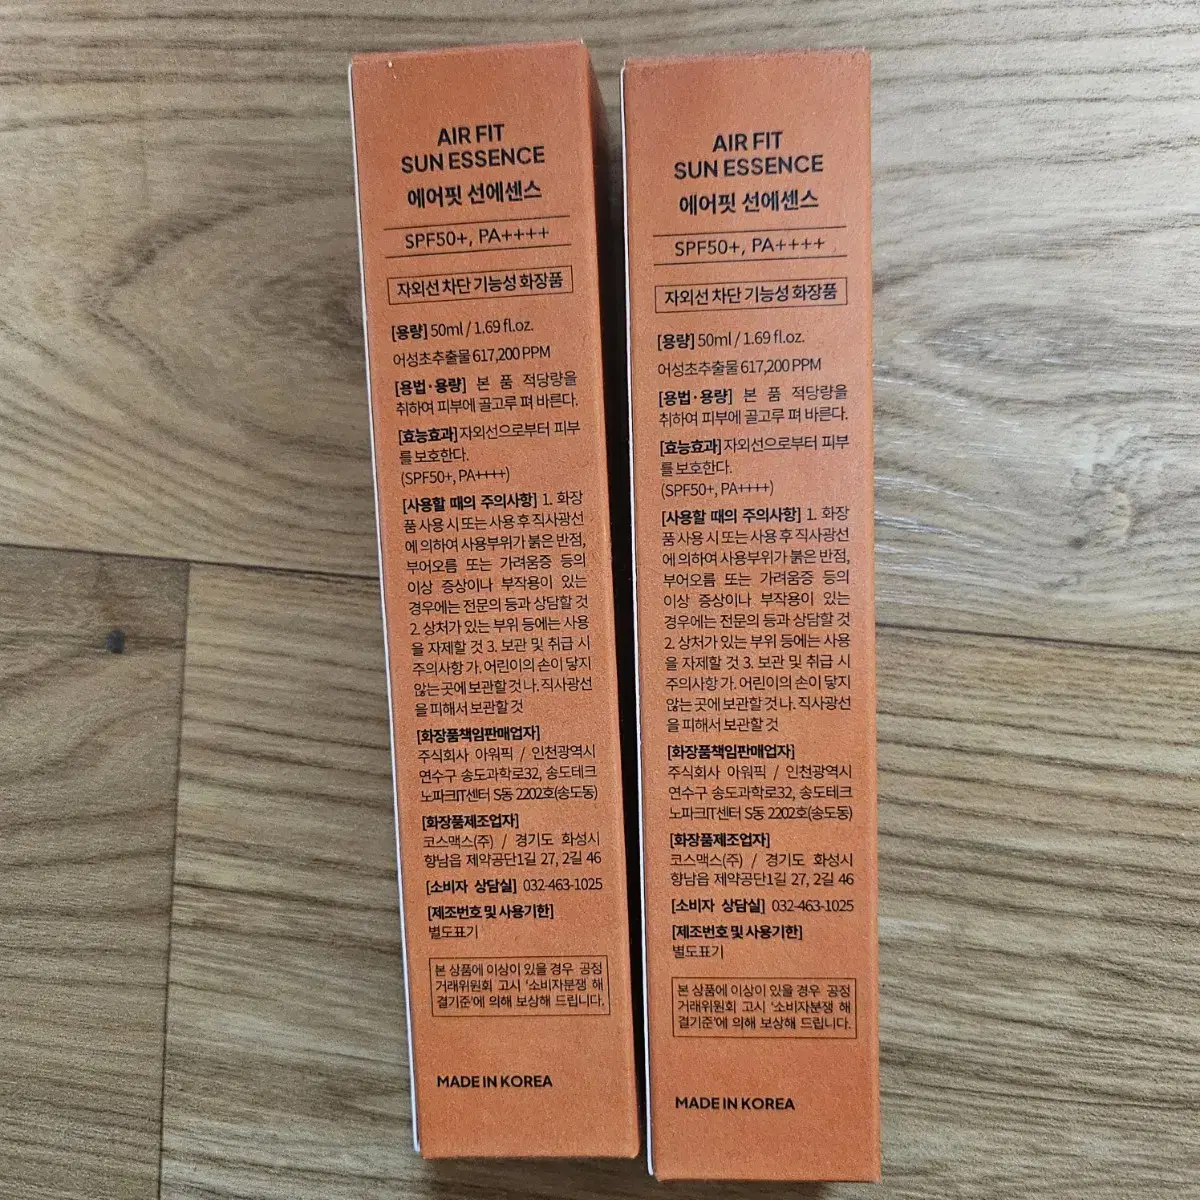 AIR FIT
SUN ESSENCE
에어핏 선에센스
SPF50+, PA++++
자외선 차단 기능성 화장품
[용량] 50ml / 1.69 fl.oz.
어성초추출물 617,200 PPM
[용법·용량] 본 품 적당량을
취하여 피부에 골고루 펴 바른다.
[효능효과] 자외선으로부터 피부
를 보호한다.
(SPF50+, PA++++)
[사용할 때의 주의사항] 1. 화장
품 사용 시 또는 사용 후 직사광선
에 의하여 사용부위가 붉은 반점,
부어오름 또는 가려움증 등의
이상 증상이나 부작용이 있는
경우에는 전문의 등과 상담할 것
2. 상처가 있는 부위 등에는 사용
을 자제할 것 3. 보관 및 취급 시
주의사항 가. 어린이의 손이 닿지
않는 곳에 보관할 것 나. 직사광선
을 피해서 보관할 것
[화장품책임판매업자]
주식회사 아워픽 / 인천광역시
연수구 송도과학로32, 송도테크
노파크IT센터 S동 2202호(송도동)
[화장품제조업자]
코스맥스(주) / 경기도 화성시
향남읍 제약공단1길 27, 2길 46
[소비자 상담실] 032-463-1025
[제조번호 및 사용기한]
별도표기
본 상품에 이상이 있을 경우 공정
거래위원회 고시 '소비자분쟁 해
결기준'에 의해 보상해 드립니다.
MADE IN KOREA
AIR FIT
SUN ESSENCE
에어핏 선에센스
SPF50+, PA++++
자외선 차단 기능성 화장품
[용량] 50ml / 1.69 fl.oz.
어성초추출물 617,200 PPM
[용법·용량] 본 품 적당량을
취하여 피부에 골고루 펴 바른다.
[효능효과] 자외선으로부터 피부
를 보호한다.
(SPF50+, PA++++)
[사용할 때의 주의사항] 1. 화장
품 사용 시 또는 사용 후 직사광선
에 의하여 사용부위가 붉은 반점,
부어오름 또는 가려움증 등의
이상 증상이나 부작용이 있는
경우에는 전문의 등과 상담할 것
2. 상처가 있는 부위 등에는 사용
을 자제할 것 3. 보관 및 취급 시
주의사항 가. 어린이의 손이 닿지
않는 곳에 보관할 것 나. 직사광선
을 피해서 보관할 것
[화장품책임판매업자]
주식회사 아워픽 / 인천광역시
연수구 송도과학로32, 송도테크
노파크IT센터 S동 2202호(송도동)
[화장품제조업자]
코스맥스(주) / 경기도 화성시
향남읍 제약공단1길 27, 2길 46
[소비자 상담실] 032-463-1025
[제조번호 및 사용기한]
별도표기
본 상품에 이상이 있을 경우 공정
거래위원회 고시 '소비자분쟁 해
결기준'에 의해 보상해 드립니다.
MADE IN KOREA